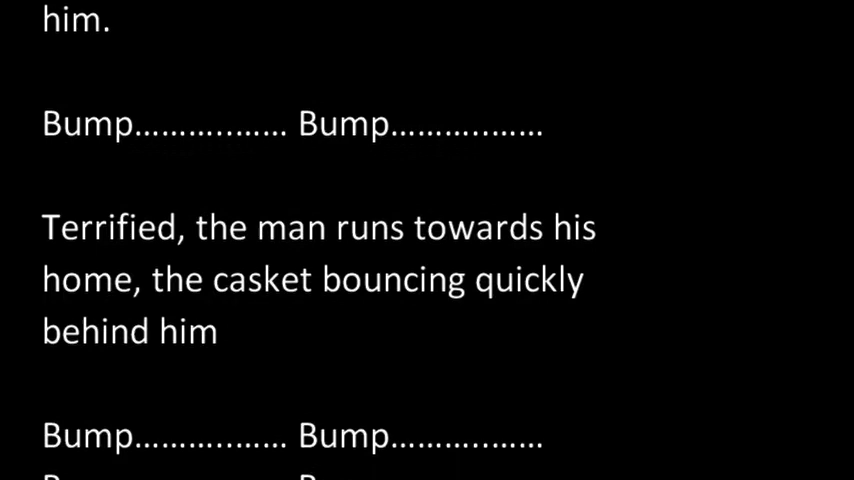 him.
Bump............... Bump...............
Terrified, the man runs towards his
home, the casket bouncing quickly
behind him
Bump............... Bump...............